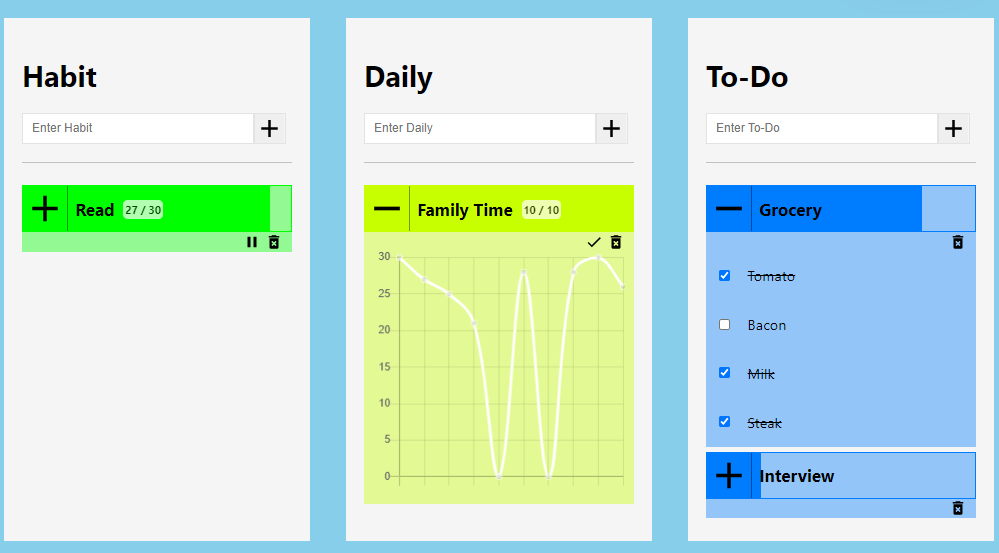 Habit
Enter Habit
Read 27 / 30
Daily
Enter Daily
Family Time 10 / 10
30
25
20
15
10
5
0
To-Do
Enter To-Do
Grocery
Tomato
Bacon
Milk
Steak
Interview